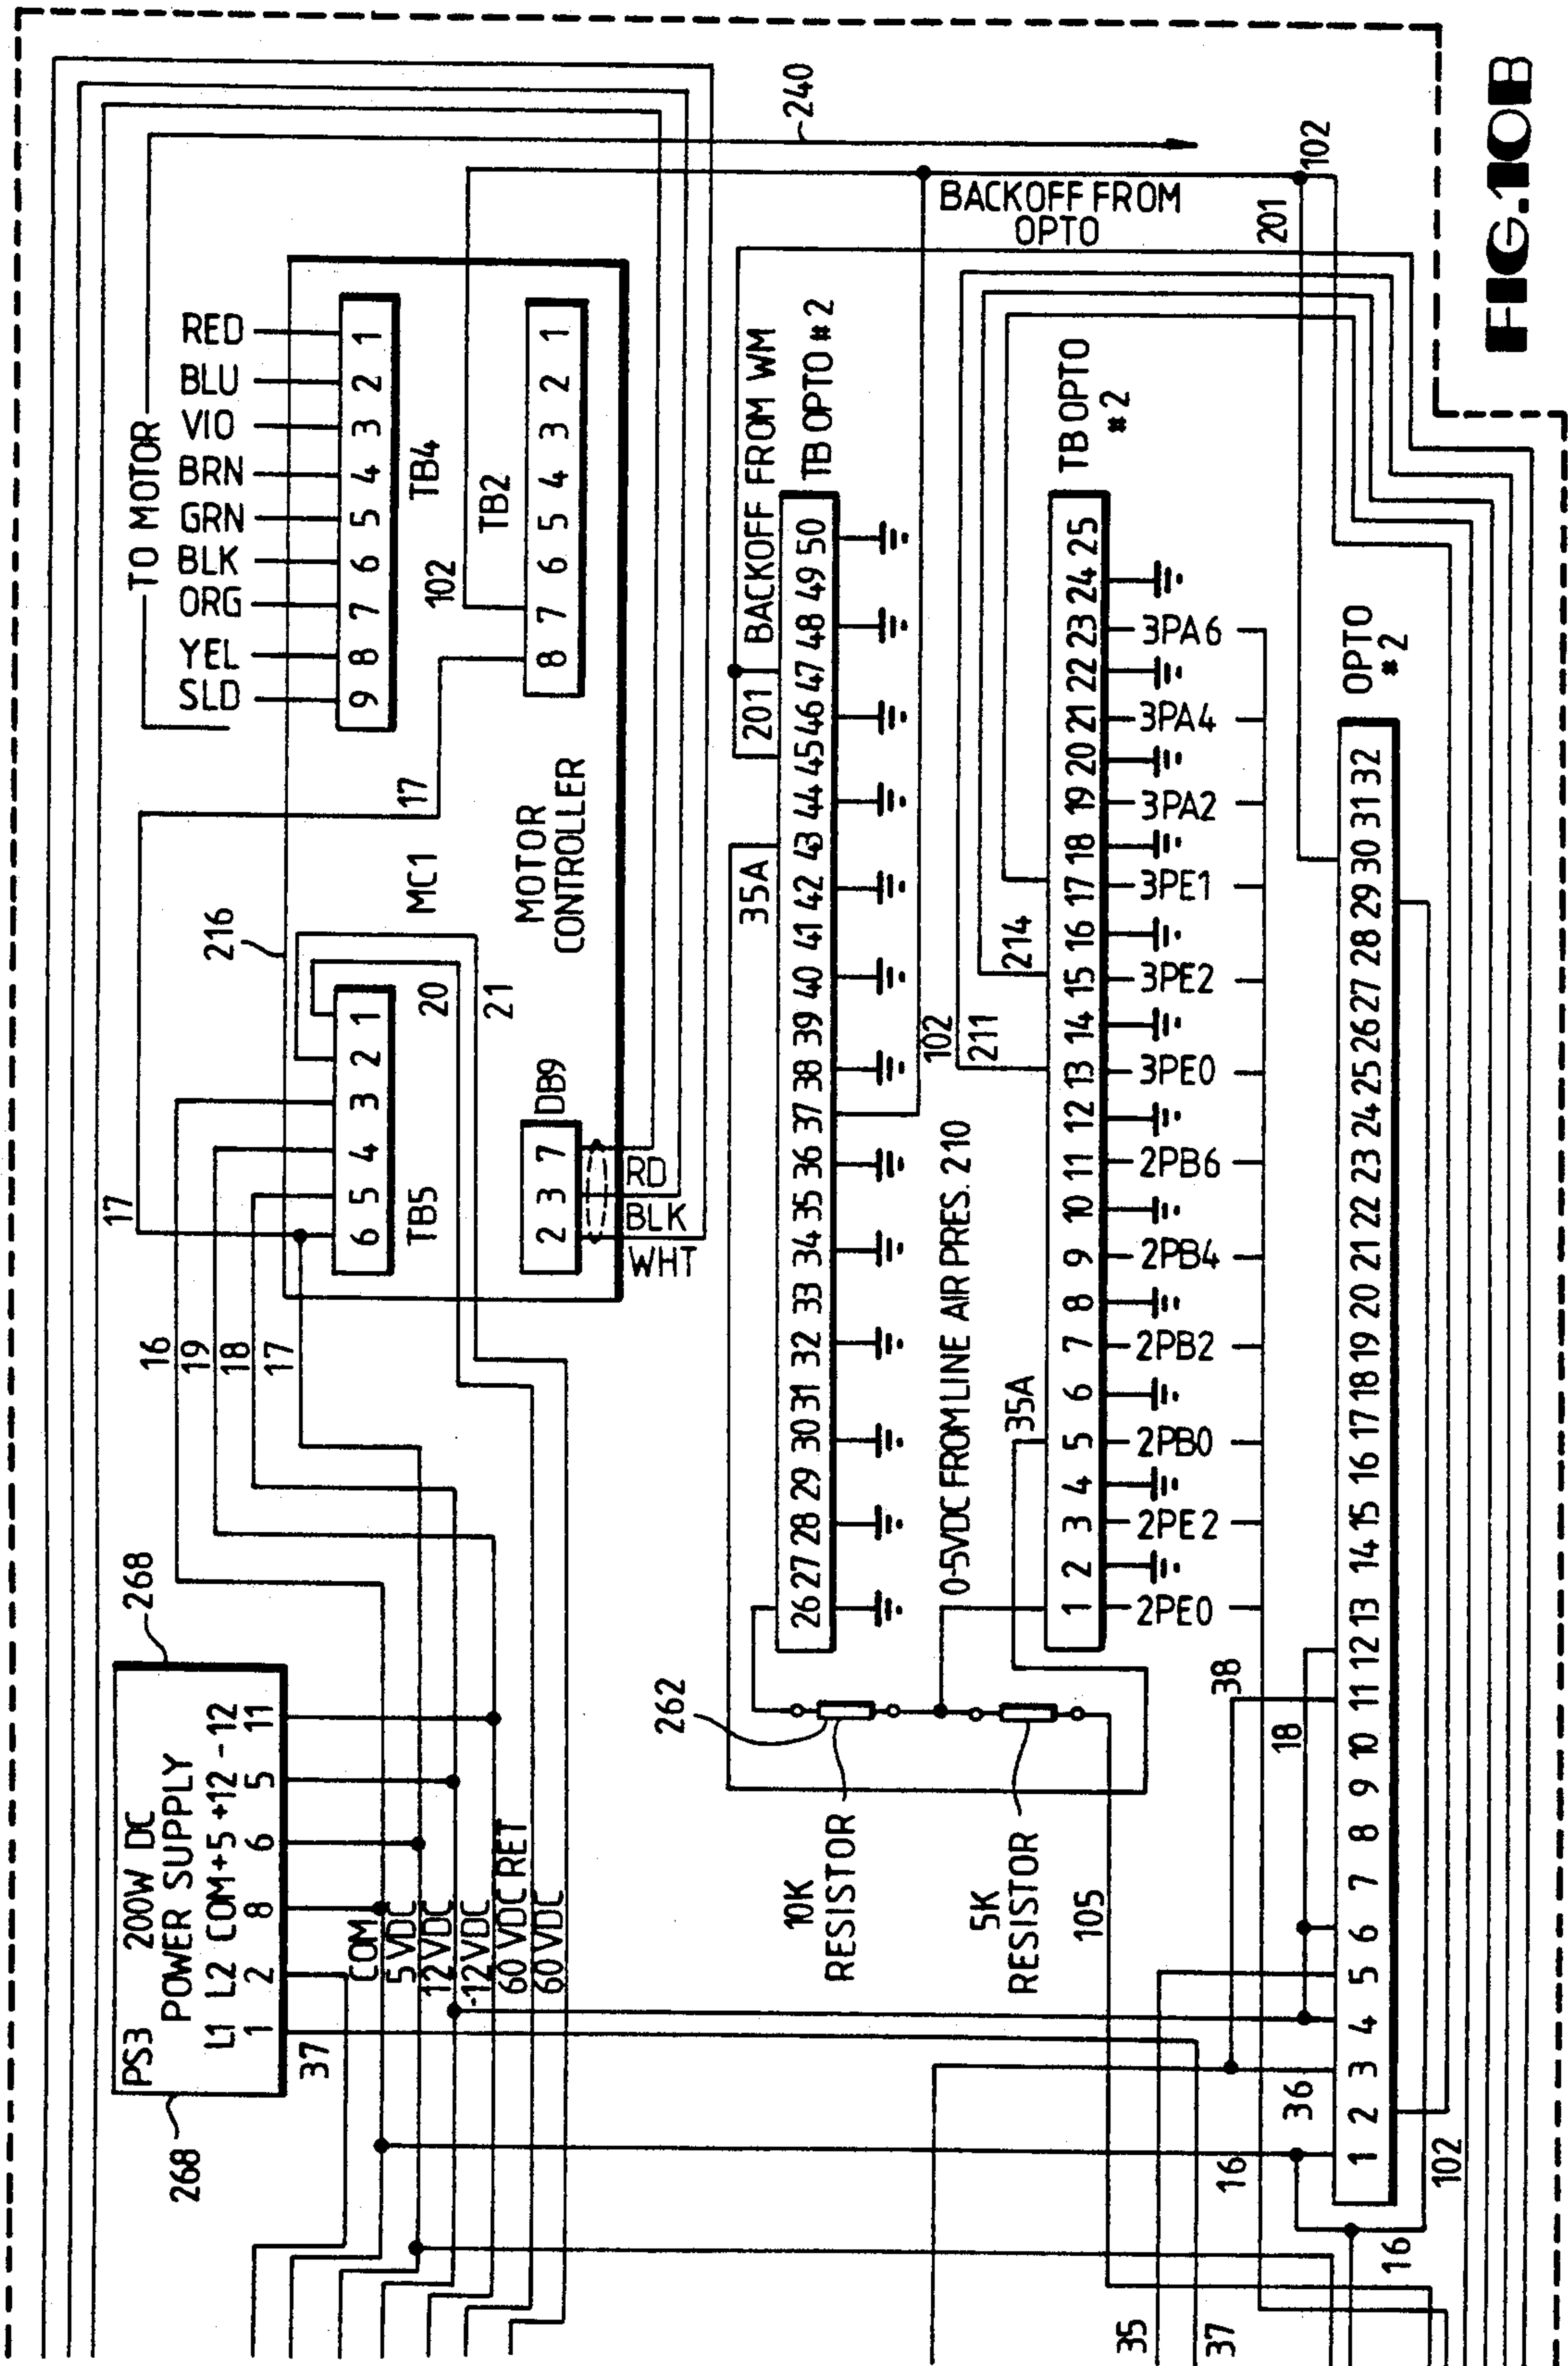 FIG.10B
PS3 200W DC
POWER SUPPLY
L1 L2 COM +5 +12 -12
1 2 8 6 5 11
268
268
37
COM
5 VDC
12 VDC
-12 VDC
60 VDC RET
60 VDC
16
19
18
17
17
17
216
6 5 4 3 2 1
TB5
20
21
MC1
MOTOR
CONTROLLER
2 3 7
DB9
RD
BLK
WHT
TO MOTOR
SLD YEL ORG BLK GRN BRN VIO BLU RED
9 8 7 6 5 4 3 2 1
TB4
102
TB2
8 7 6 5 4 3 2 1
240
BACKOFF FROM
OPTO
102
201
262
10K
RESISTOR
5K
RESISTOR
105
35A
201
BACKOFF FROM WM
26 27 28 29 30 31 32 33 34 35 36 37 38 39 40 41 42 43 44 45 46 47 48 49 50
TB OPTO #2
102
211
214
0-5VDC FROM LINE AIR PRES. 210
35A
1 2 3 4 5 6 7 8 9 10 11 12 13 14 15 16 17 18 19 20 21 22 23 24 25
TB OPTO
#2
2PE0 2PE2 2PB0 2PB2 2PB4 2PB6 3PE0 3PE2 3PE1 3PA2 3PA4 3PA6
38
18
36
16
1 2 3 4 5 6 7 8 9 10 11 12 13 14 15 16 17 18 19 20 21 22 23 24 25 26 27 28 29 30 31 32
OPTO
#2
102
16
35
37